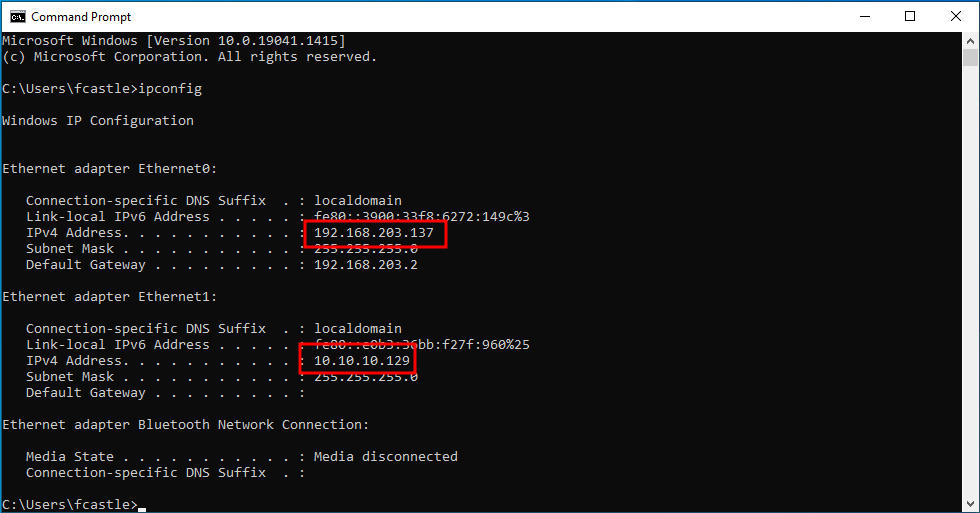 Command Prompt
Microsoft Windows [Version 10.0.19041.1415]
(c) Microsoft Corporation. All rights reserved.
C:\Users\fcastle>ipconfig
Windows IP Configuration
Ethernet adapter Ethernet0:
Connection-specific DNS Suffix  . : localdomain
Link-local IPv6 Address . . . . . : fe80::3900:33f8:6272:149c%3
IPv4 Address. . . . . . . . . . . : 192.168.203.137
Subnet Mask . . . . . . . . . . . : 255.255.255.0
Default Gateway . . . . . . . . . : 192.168.203.2
Ethernet adapter Ethernet1:
Connection-specific DNS Suffix  . : localdomain
Link-local IPv6 Address . . . . . : fe80::e0b3:36bb:f27f:960%25
IPv4 Address. . . . . . . . . . . : 10.10.10.129
Subnet Mask . . . . . . . . . . . : 255.255.255.0
Default Gateway . . . . . . . . . :
Ethernet adapter Bluetooth Network Connection:
Media State . . . . . . . . . . . : Media disconnected
Connection-specific DNS Suffix  . :
C:\Users\fcastle>